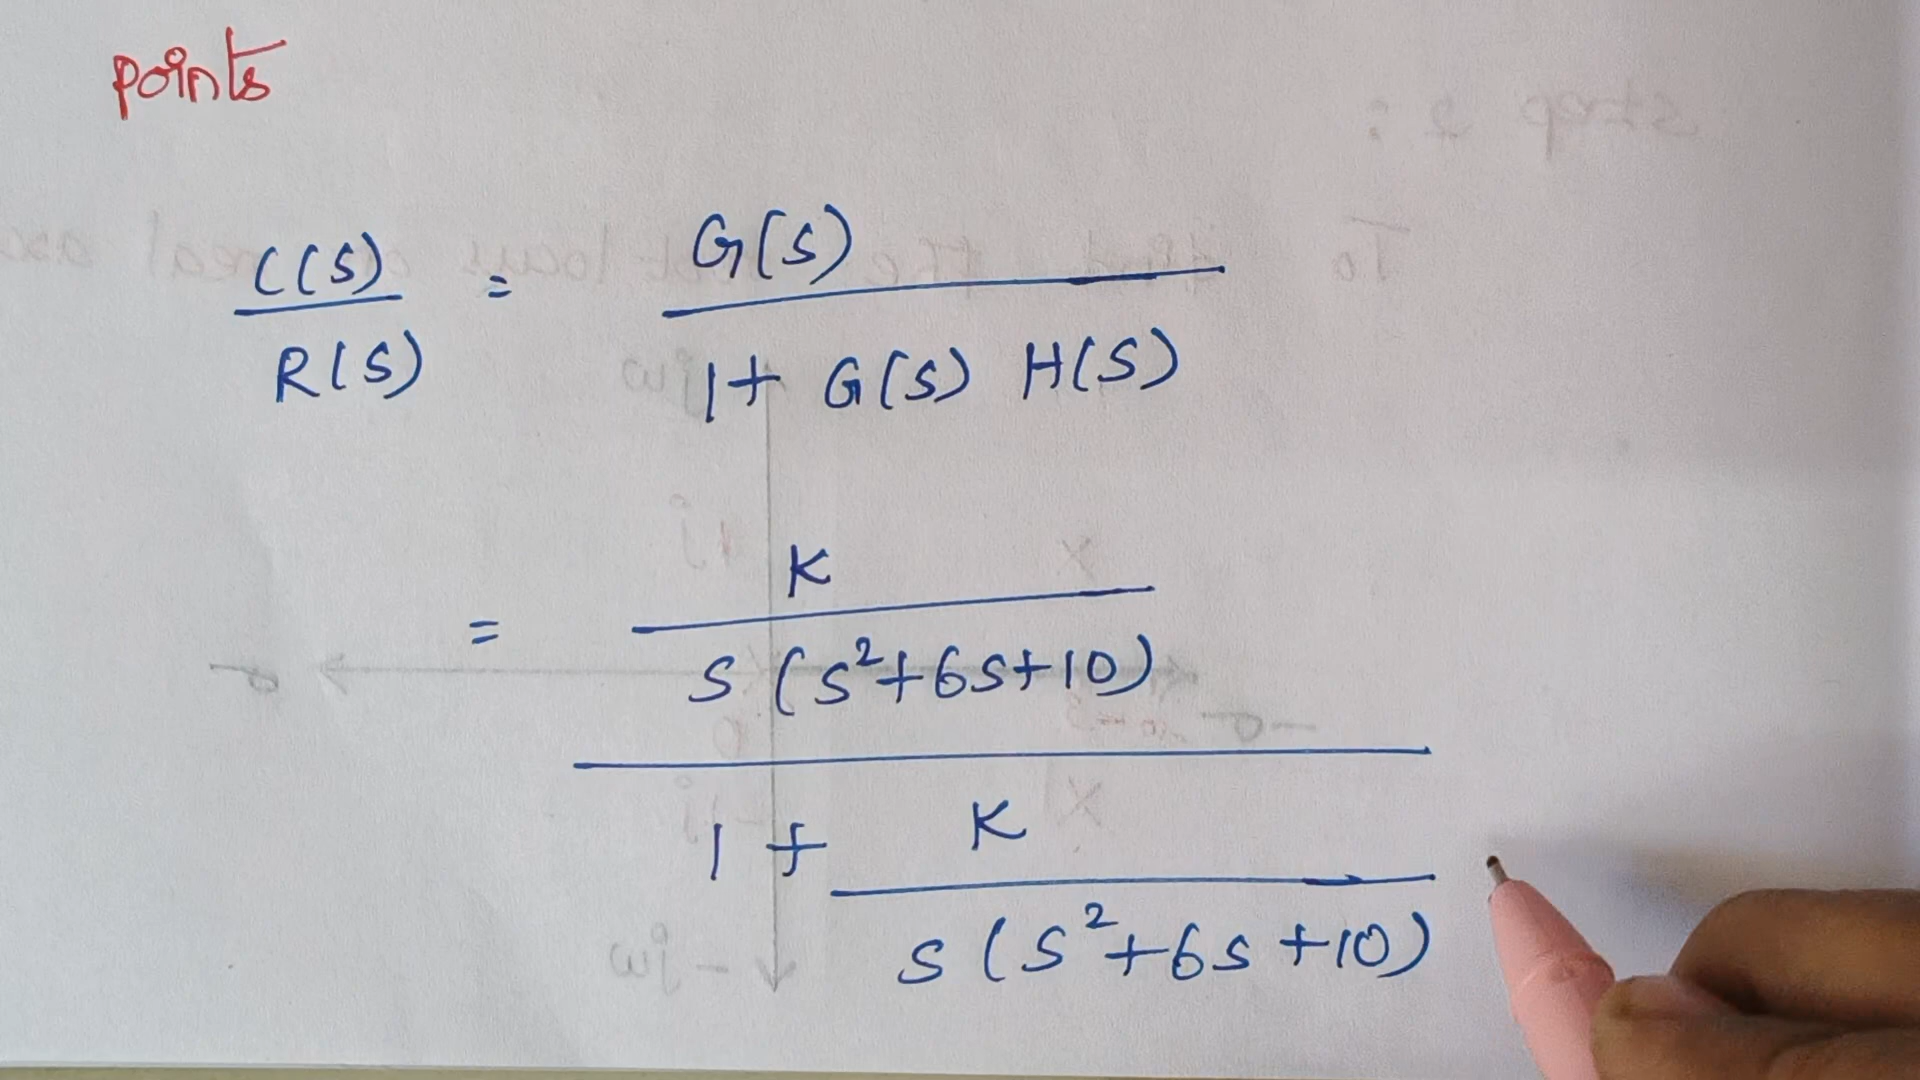 points
C(S) / R(S) = G(S) / 1 + G(S) H(S)
= K / S (S²+6S+10)
1 + K / S (S²+6S+10)